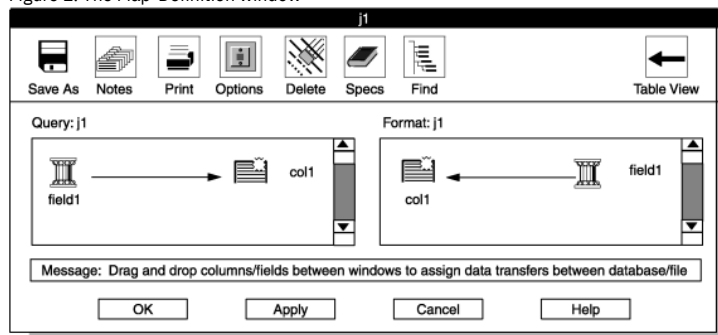 Figure 2. The Map-Definition window
j1
Save As Notes Print Options Delete Specs Find Table View
Query: j1 Format: j1
col1 field1
field1 col1
Message: Drag and drop columns/fields between windows to assign data transfers between database/file
OK Apply Cancel Help